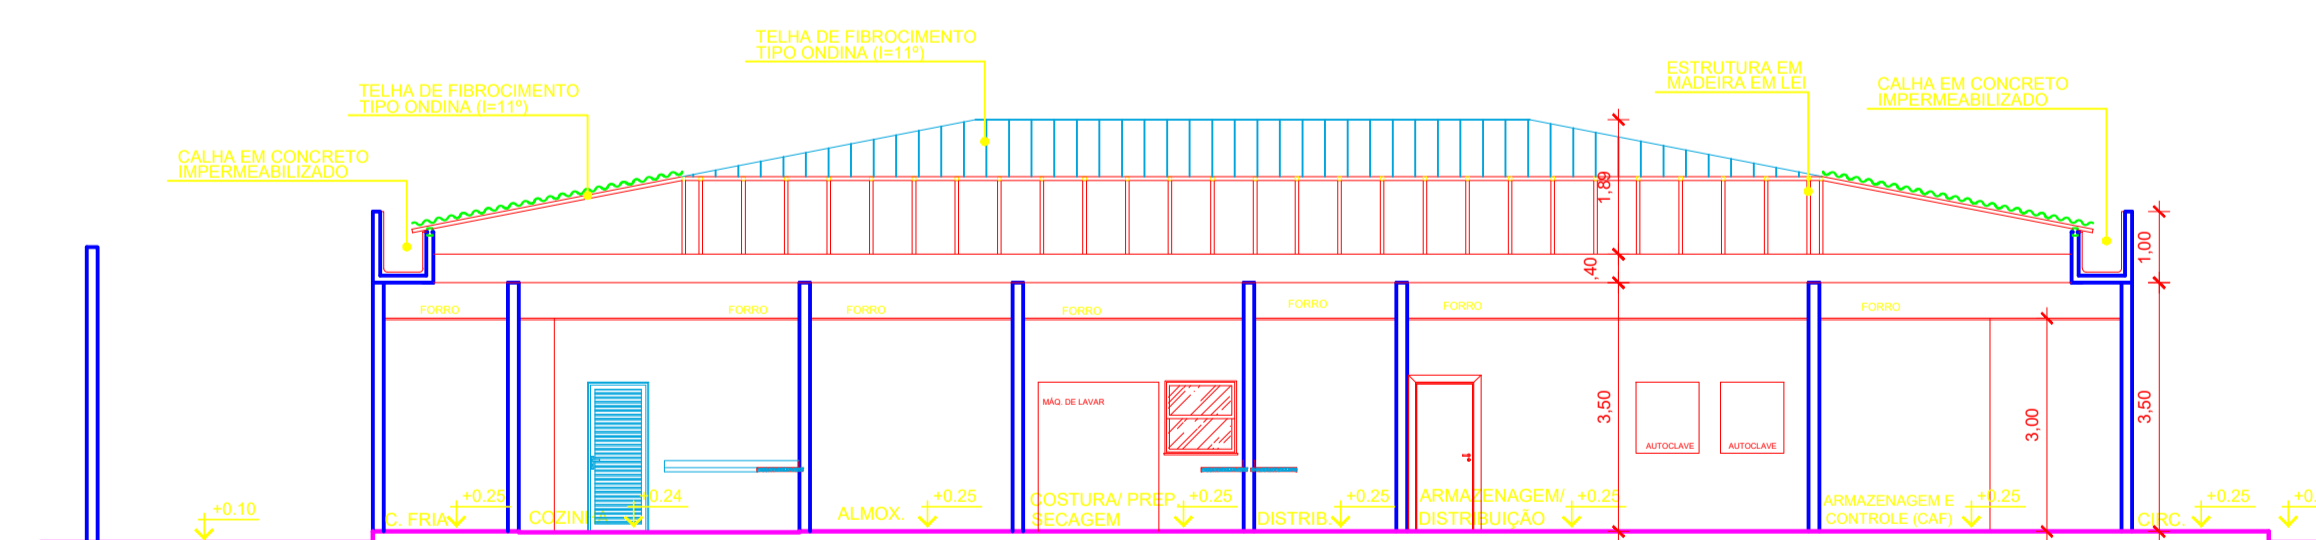 TELHA DE FIBROCIMENTO
TIPO ONDINA (I=11º)
TELHA DE FIBROCIMENTO
TIPO ONDINA (I=11º)
ESTRUTURA EM
MADEIRA EM LEI
CALHA EM CONCRETO
IMPERMEABILIZADO
CALHA EM CONCRETO
IMPERMEABILIZADO
1,89
,40
1,00
FORRO
FORRO
FORRO
FORRO
FORRO
FORRO
FORRO
MÁQ. DE LAVAR
AUTOCLAVE
AUTOCLAVE
3,50
3,00
3,50
+0.10
C. FRIA
+0.25
COZINHA
+0.24
ALMOX.
+0.25
COSTURA/ PREP.
SECAGEM
+0.25
DISTRIB.
+0.25
ARMAZENAGEM/
DISTRIBUIÇÃO
+0.25
ARMAZENAGEM E
CONTROLE (CAF)
+0.25
CIRC.
+0.25